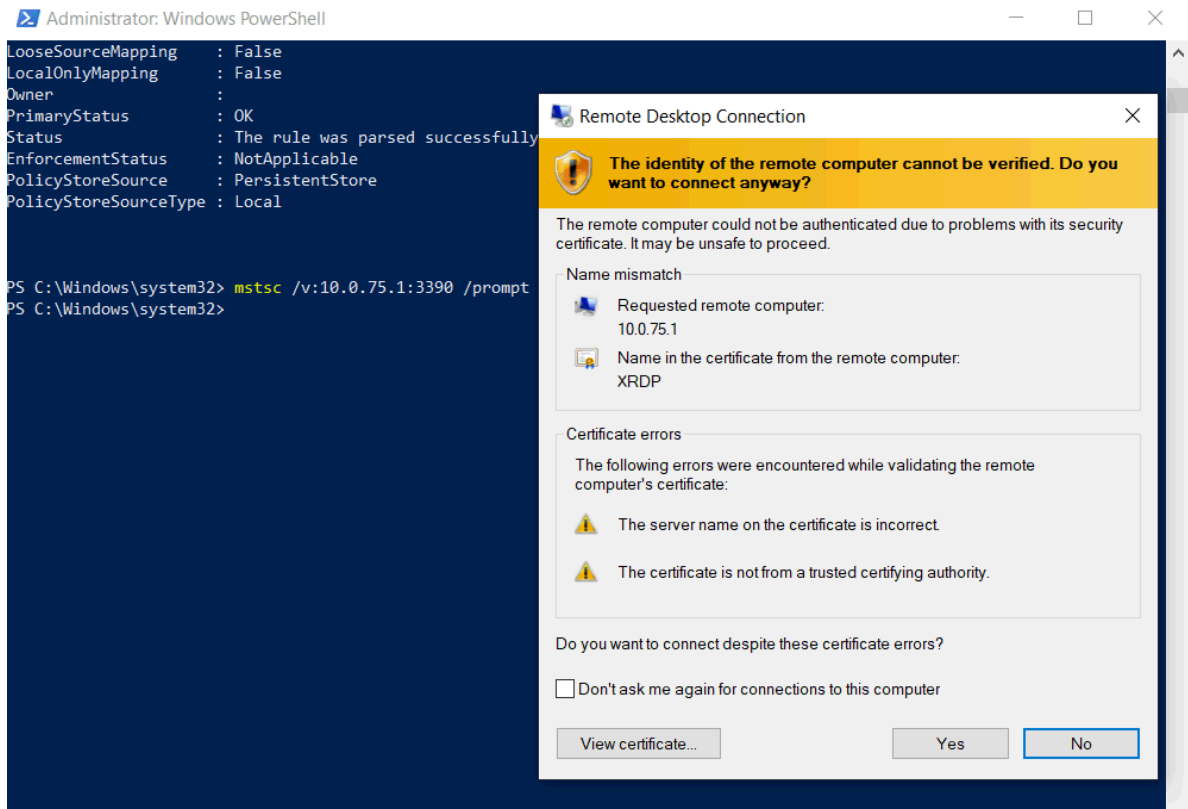 Administrator: Windows PowerShell
LooseSourceMapping : False
LocalOnlyMapping : False
Owner :
PrimaryStatus : OK
Status : The rule was parsed successfully
EnforcementStatus : NotApplicable
PolicyStoreSource : PersistentStore
PolicyStoreSourceType : Local
PS C:\Windows\system32> mstsc /v:10.0.75.1:3390 /prompt
PS C:\Windows\system32>
Remote Desktop Connection
The identity of the remote computer cannot be verified. Do you
want to connect anyway?
The remote computer could not be authenticated due to problems with its security
certificate. It may be unsafe to proceed.
Name mismatch
Requested remote computer:
10.0.75.1
Name in the certificate from the remote computer:
XRDP
Certificate errors
The following errors were encountered while validating the remote
computer's certificate:
The server name on the certificate is incorrect.
The certificate is not from a trusted certifying authority.
Do you want to connect despite these certificate errors?
Don't ask me again for connections to this computer
View certificate...
Yes
No